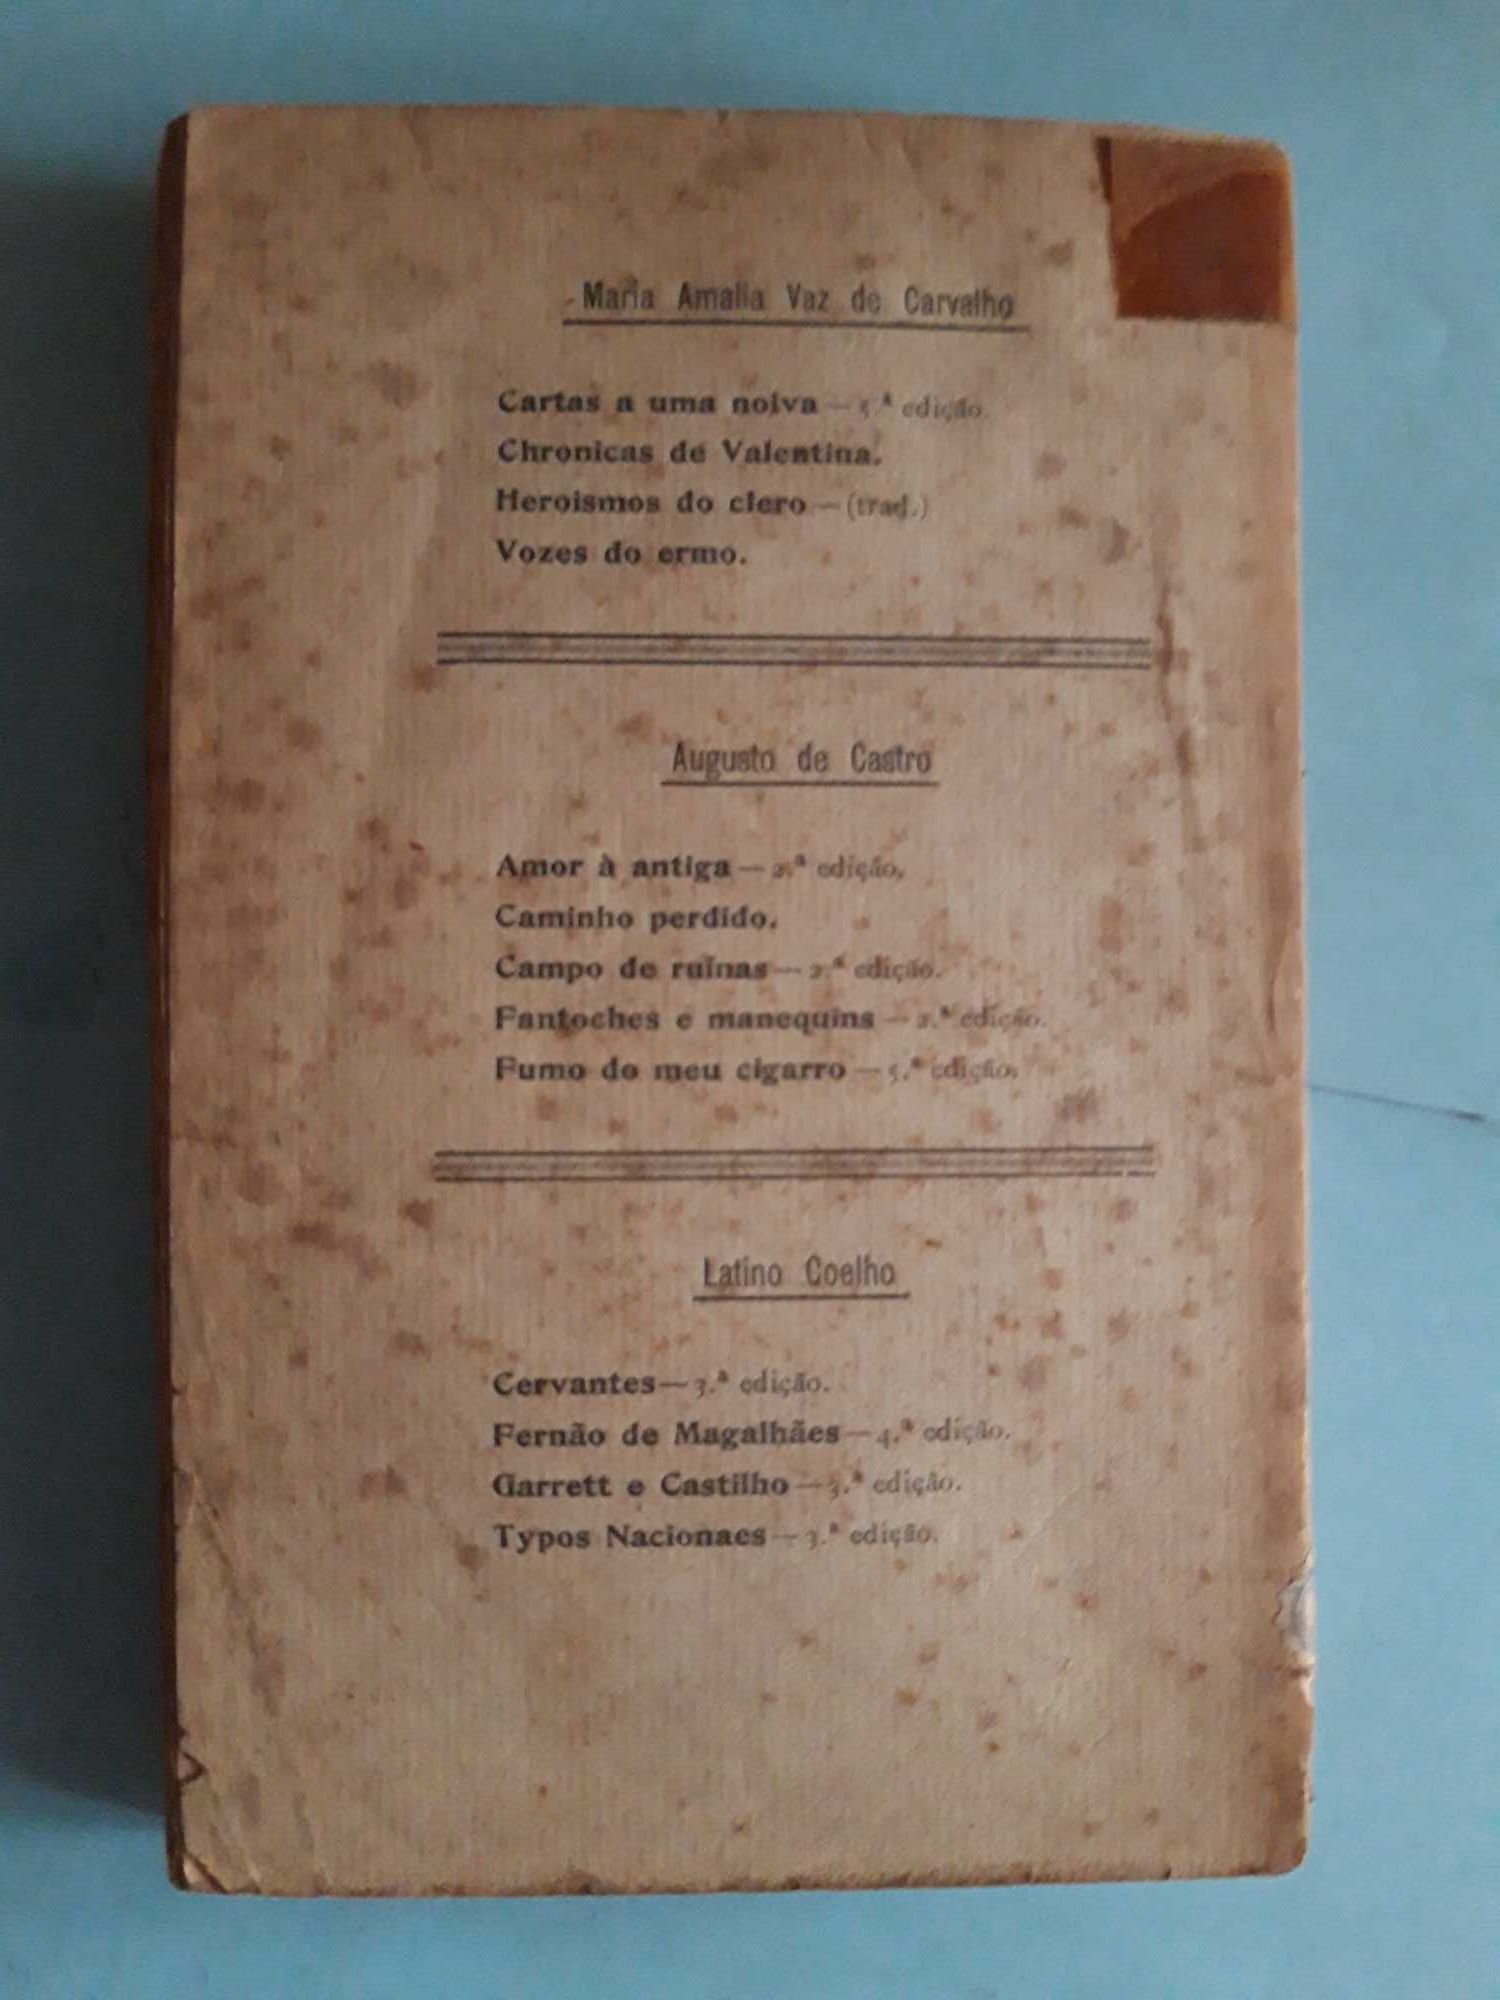 Maria Amalia Vaz de Carvalho
Cartas a uma noiva — 5.ª edição.
Chronicas de Valentina.
Heroismos do clero — (trad.)
Vozes do ermo.
Augusto de Castro
Amor à antiga — 2.ª edição.
Caminho perdido.
Campo de ruínas — 2.ª edição.
Fantoches e manequins — 2.ª edição.
Fumo do meu cigarro — 5.ª edição.
Latino Coelho
Cervantes — 3.ª edição.
Fernão de Magalhães — 4.ª edição.
Garrett e Castilho — 3.ª edição.
Typos Nacionaes — 3.ª edição.